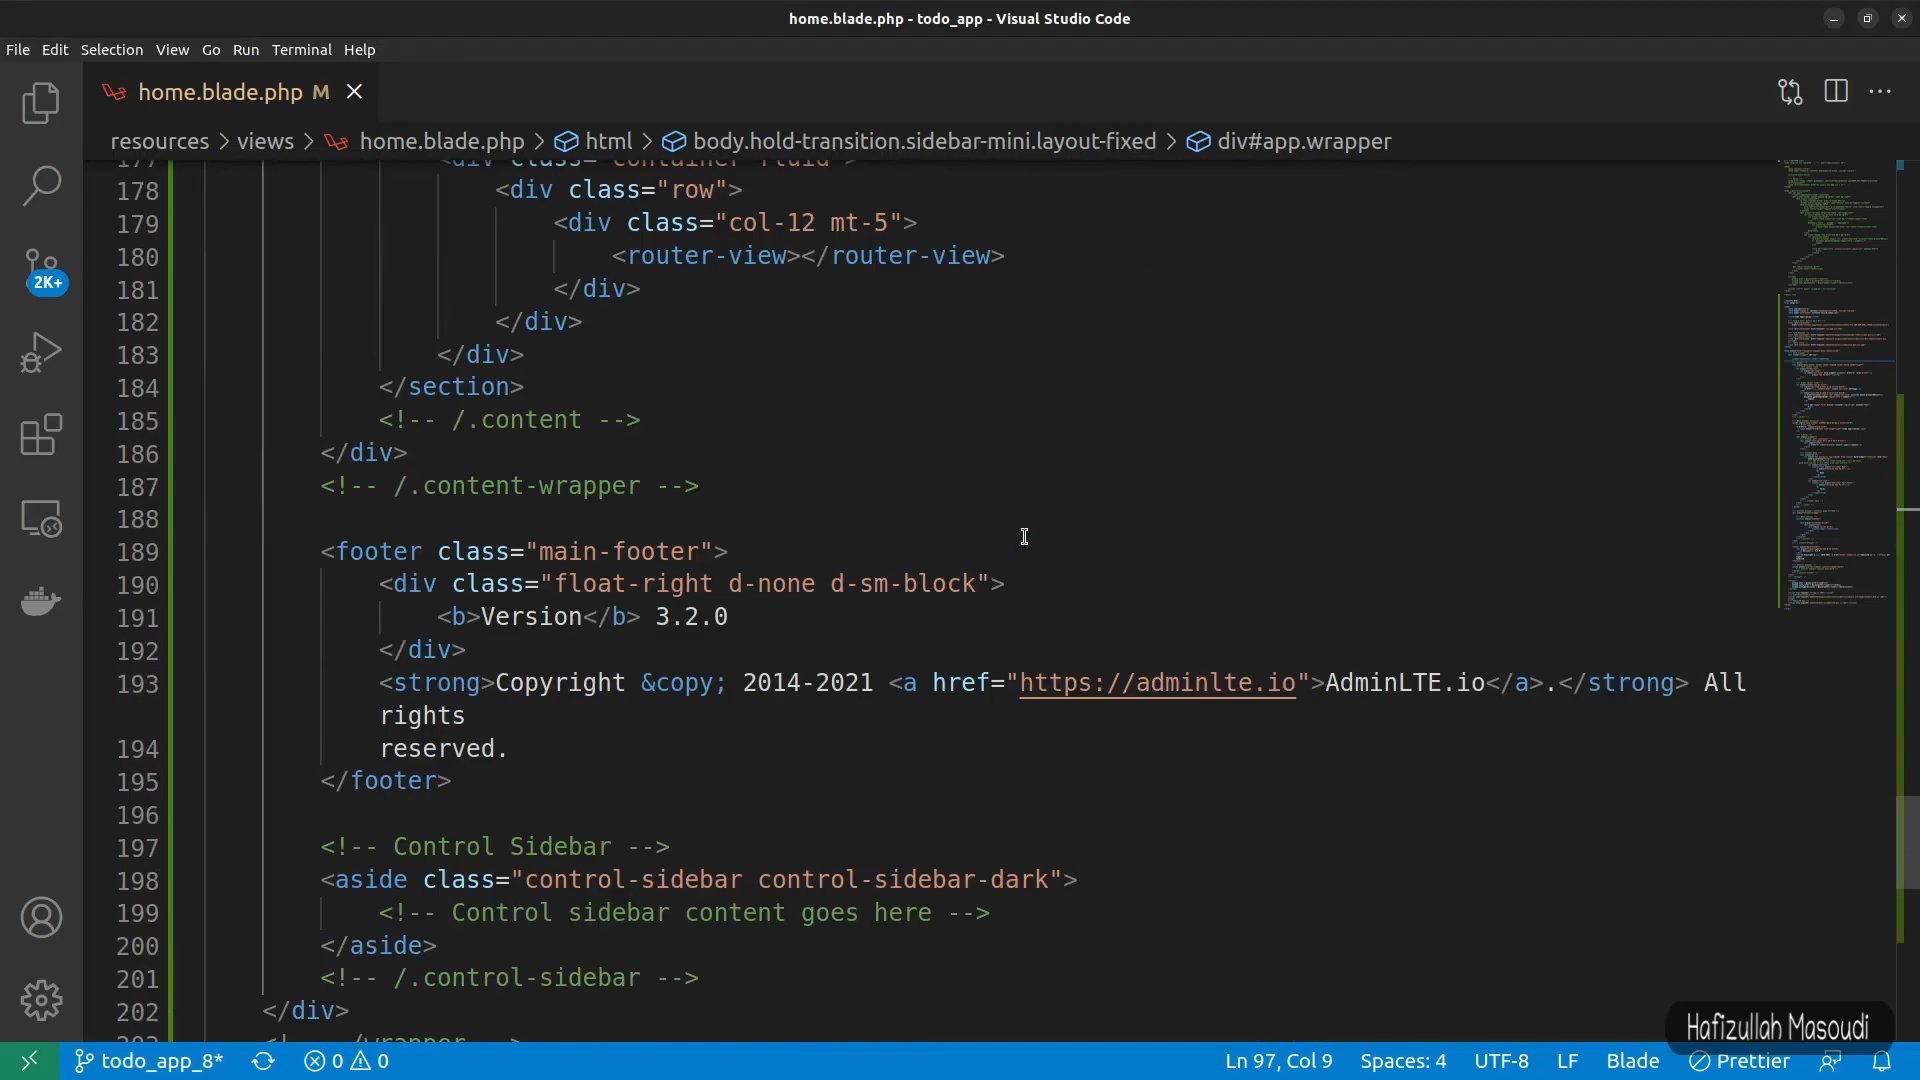 home.blade.php - todo_app - Visual Studio Code
File Edit Selection View Go Run Terminal Help
home.blade.php M
resources > views > home.blade.php > html > body.hold-transition.sidebar-mini.layout-fixed > div#app.wrapper
177 <div class="container-fluid">
178 <div class="row">
179 <div class="col-12 mt-5">
180 <router-view></router-view>
181 </div>
182 </div>
183 </div>
184 </section>
185 <!-- /.content -->
186 </div>
187 <!-- /.content-wrapper -->
188
189 <footer class="main-footer">
190 <div class="float-right d-none d-sm-block">
191 <b>Version</b> 3.2.0
192 </div>
193 <strong>Copyright &copy; 2014-2021 <a href="https://adminlte.io">AdminLTE.io</a>.</strong> All
rights
194 reserved.
195 </footer>
196
197 <!-- Control Sidebar -->
198 <aside class="control-sidebar control-sidebar-dark">
199 <!-- Control sidebar content goes here -->
200 </aside>
201 <!-- /.control-sidebar -->
202 </div>
2K+
Hafizullah Masoudi
todo_app_8* 0 0 Ln 97, Col 9 Spaces: 4 UTF-8 LF Blade Prettier